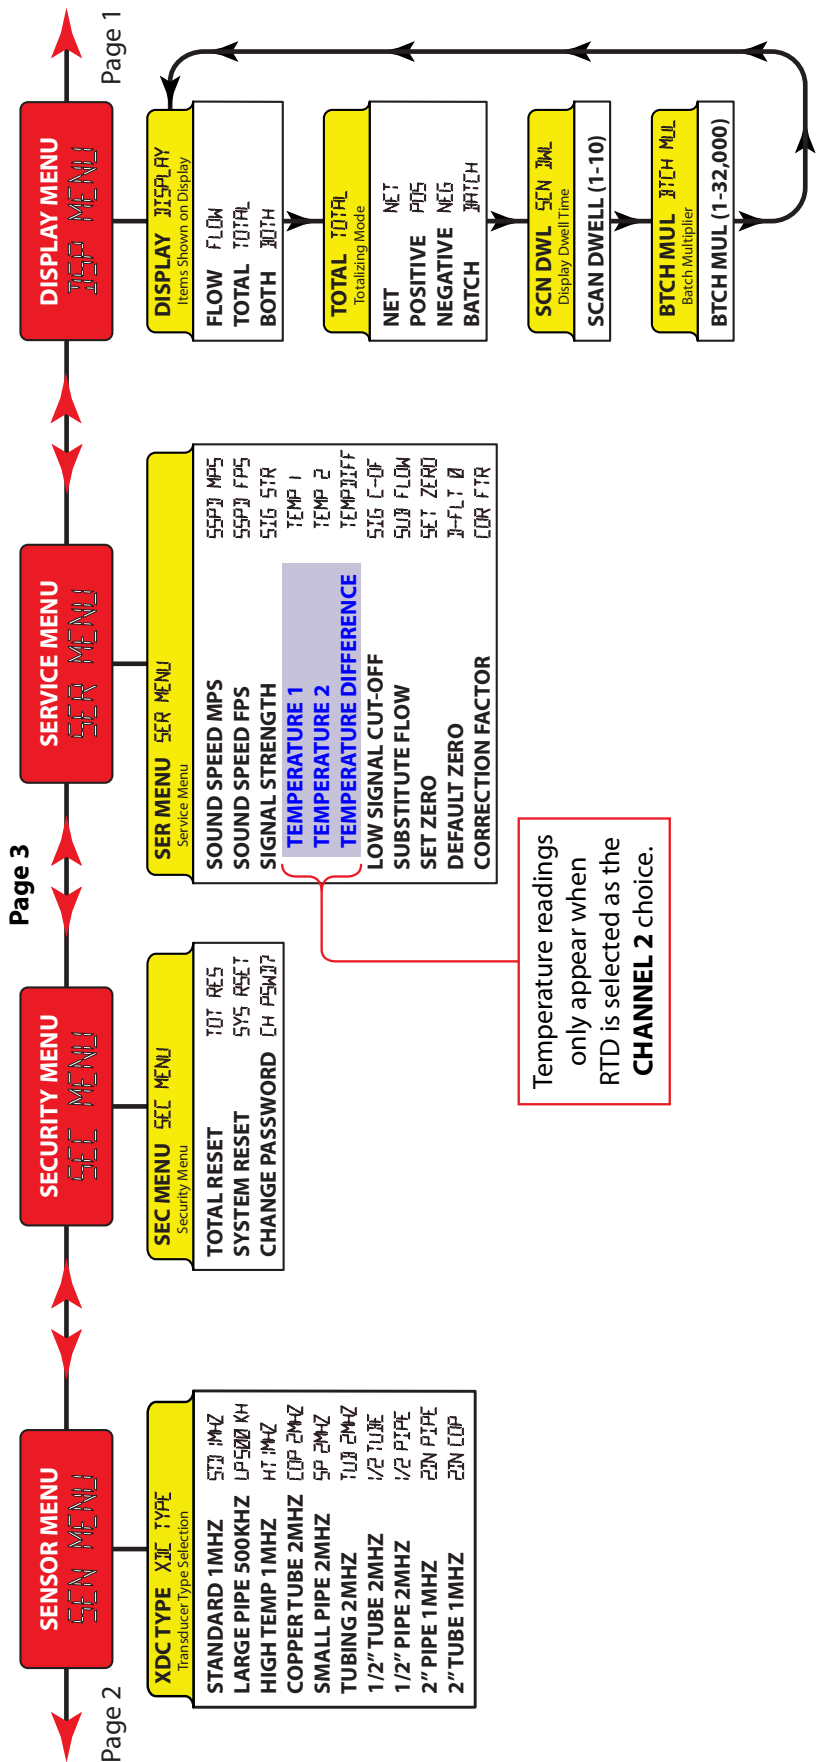 Page 3
Page 2
SENSOR MENU
SEN MENU
XDC TYPE XDC TYPE
Transducer Type Selection
STANDARD 1MHZ STD 1MHZ
LARGE PIPE 500KHZ LP500 KH
HIGH TEMP 1MHZ HT 1MHZ
COPPER TUBE 2MHZ COP 2MHZ
SMALL PIPE 2MHZ SP 2MHZ
TUBING 2MHZ TUB 2MHZ
1/2” TUBE 2MHZ 1/2 TUBE
1/2” PIPE 2MHZ 1/2 PIPE
2” PIPE 1MHZ 2IN PIPE
2” TUBE 1MHZ 2IN COP
SECURITY MENU
SEC MENU
SEC MENU SEC MENU
Security Menu
TOTAL RESET TOT RES
SYSTEM RESET SYS RSET
CHANGE PASSWORD CH PSWD?
SERVICE MENU
SER MENU
SER MENU SER MENU
Service Menu
SOUND SPEED MPS SSPD MPS
SOUND SPEED FPS SSPD FPS
SIGNAL STRENGTH SIG STR
TEMPERATURE 1 TEMP 1
TEMPERATURE 2 TEMP 2
TEMPERATURE DIFFERENCE TEMPDIFF
LOW SIGNAL CUT-OFF SIG C-OF
SUBSTITUTE FLOW SUB FLOW
SET ZERO SET ZERO
DEFAULT ZERO D-FLT 0
CORRECTION FACTOR COR FTR
Temperature readings
only appear when
RTD is selected as the
CHANNEL 2 choice.
DISPLAY MENU
DSP MENU
Page 1
DISPLAY DISPLAY
Items Shown on Display
FLOW FLOW
TOTAL TOTAL
BOTH BOTH
TOTAL TOTAL
Totalizing Mode
NET NET
POSITIVE POS
NEGATIVE NEG
BATCH BATCH
SCN DWL SCN DWL
Display Dwell Time
SCAN DWELL (1-10)
BTCH MUL BTCH MUL
Batch Multiplier
BTCH MUL (1-32,000)